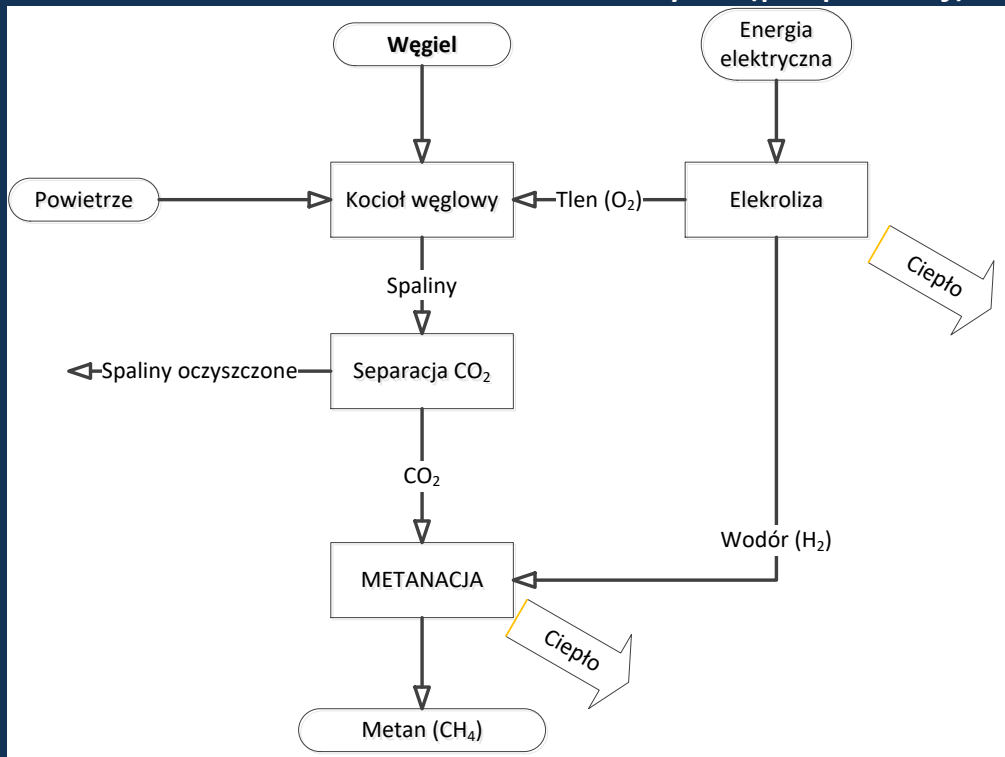 Węgiel
Energia
elektryczna
Powietrze
Kocioł węglowy
Tlen (O₂)
Elekroliza
Ciepło
Spaliny
Spaliny oczyszczone
Separacja CO₂
CO₂
Wodór (H₂)
METANACJA
Ciepło
Metan (CH₄)